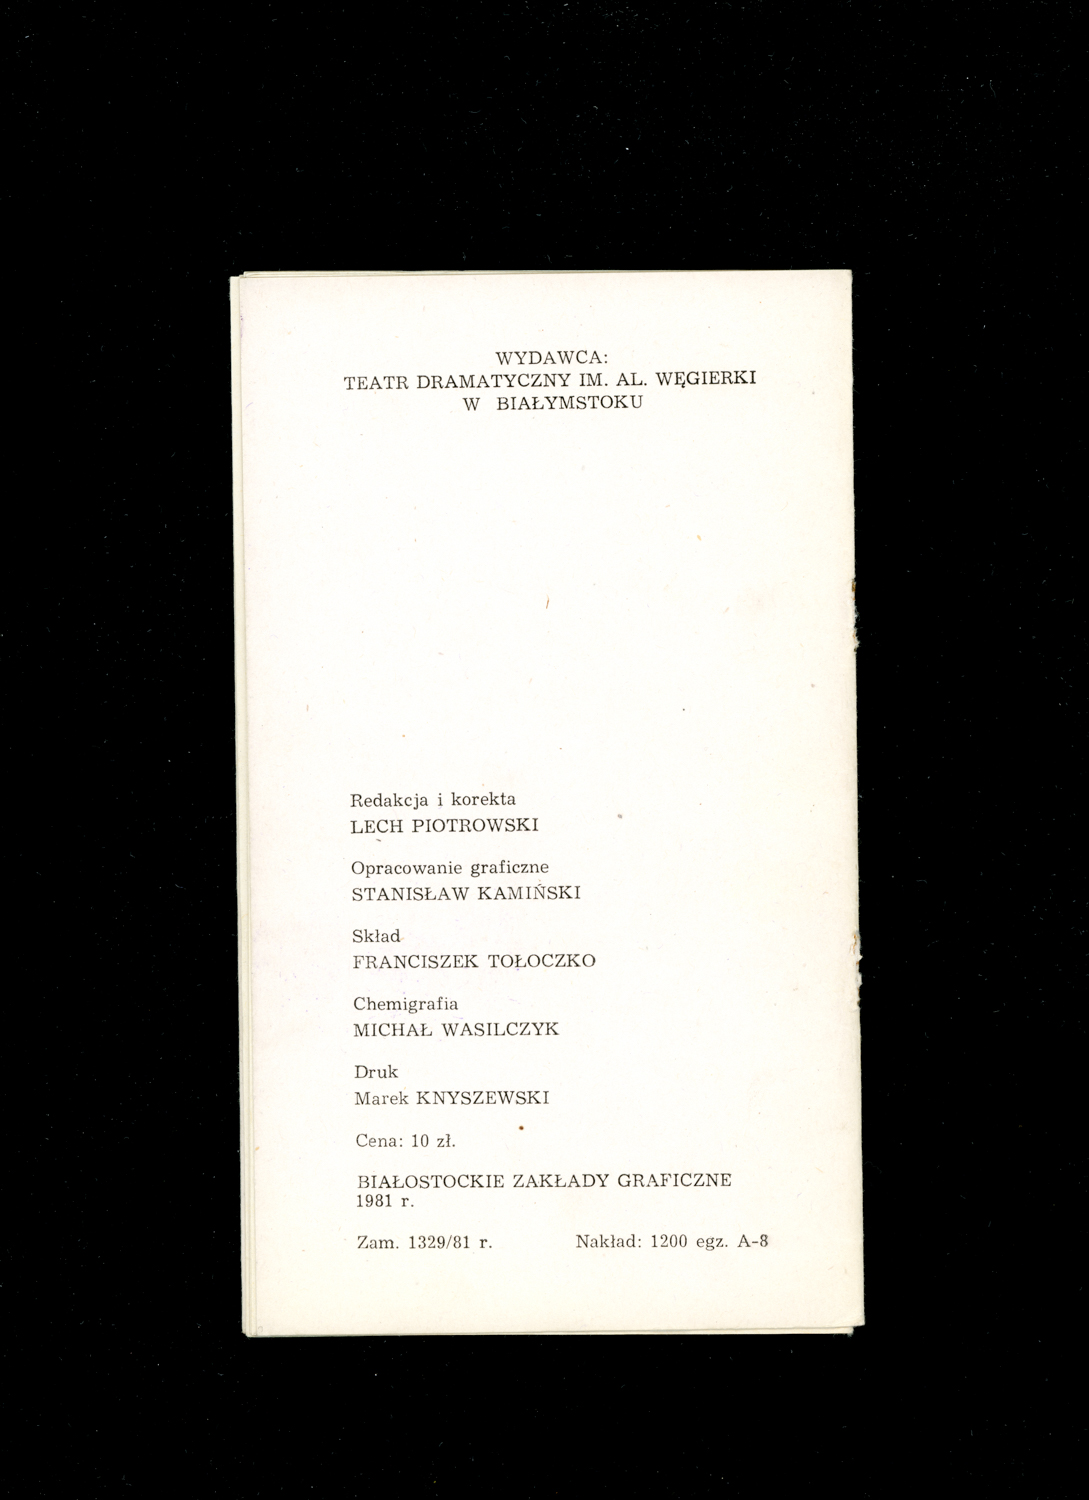 WYDAWCA:
TEATR DRAMATYCZNY IM. AL. WĘGIERKI
W BIAŁYMSTOKU
Redakcja i korekta
LECH PIOTROWSKI
Opracowanie graficzne
STANISŁAW KAMIŃSKI
Skład
FRANCISZEK TOŁOCZKO
Chemigrafia
MICHAŁ WASILCZYK
Druk
Marek KNYSZEWSKI
Cena: 10 zł.
BIAŁOSTOCKIE ZAKŁADY GRAFICZNE
1981 r.
Zam. 1329/81 r. Nakład: 1200 egz. A-8